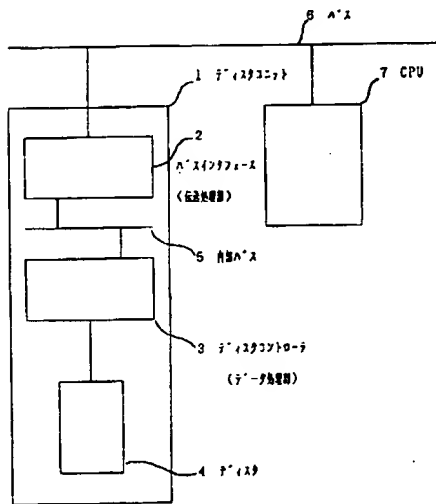 6 バス
1 ディスクユニット
7 CPU
2
バスインタフェース
(伝送処理部)
5 内部バス
3 ディスクコントローラ
(データ処理部)
4 ディスク